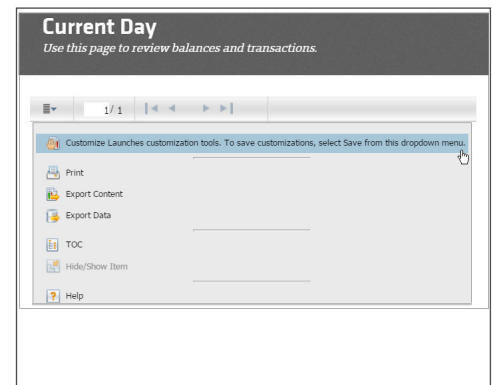 Current Day
Use this page to review balances and transactions.
1/ 1
Customize Launches customization tools. To save customizations, select Save from this dropdown menu.
Print
Export Content
Export Data
TOC
Hide/Show Item
Help